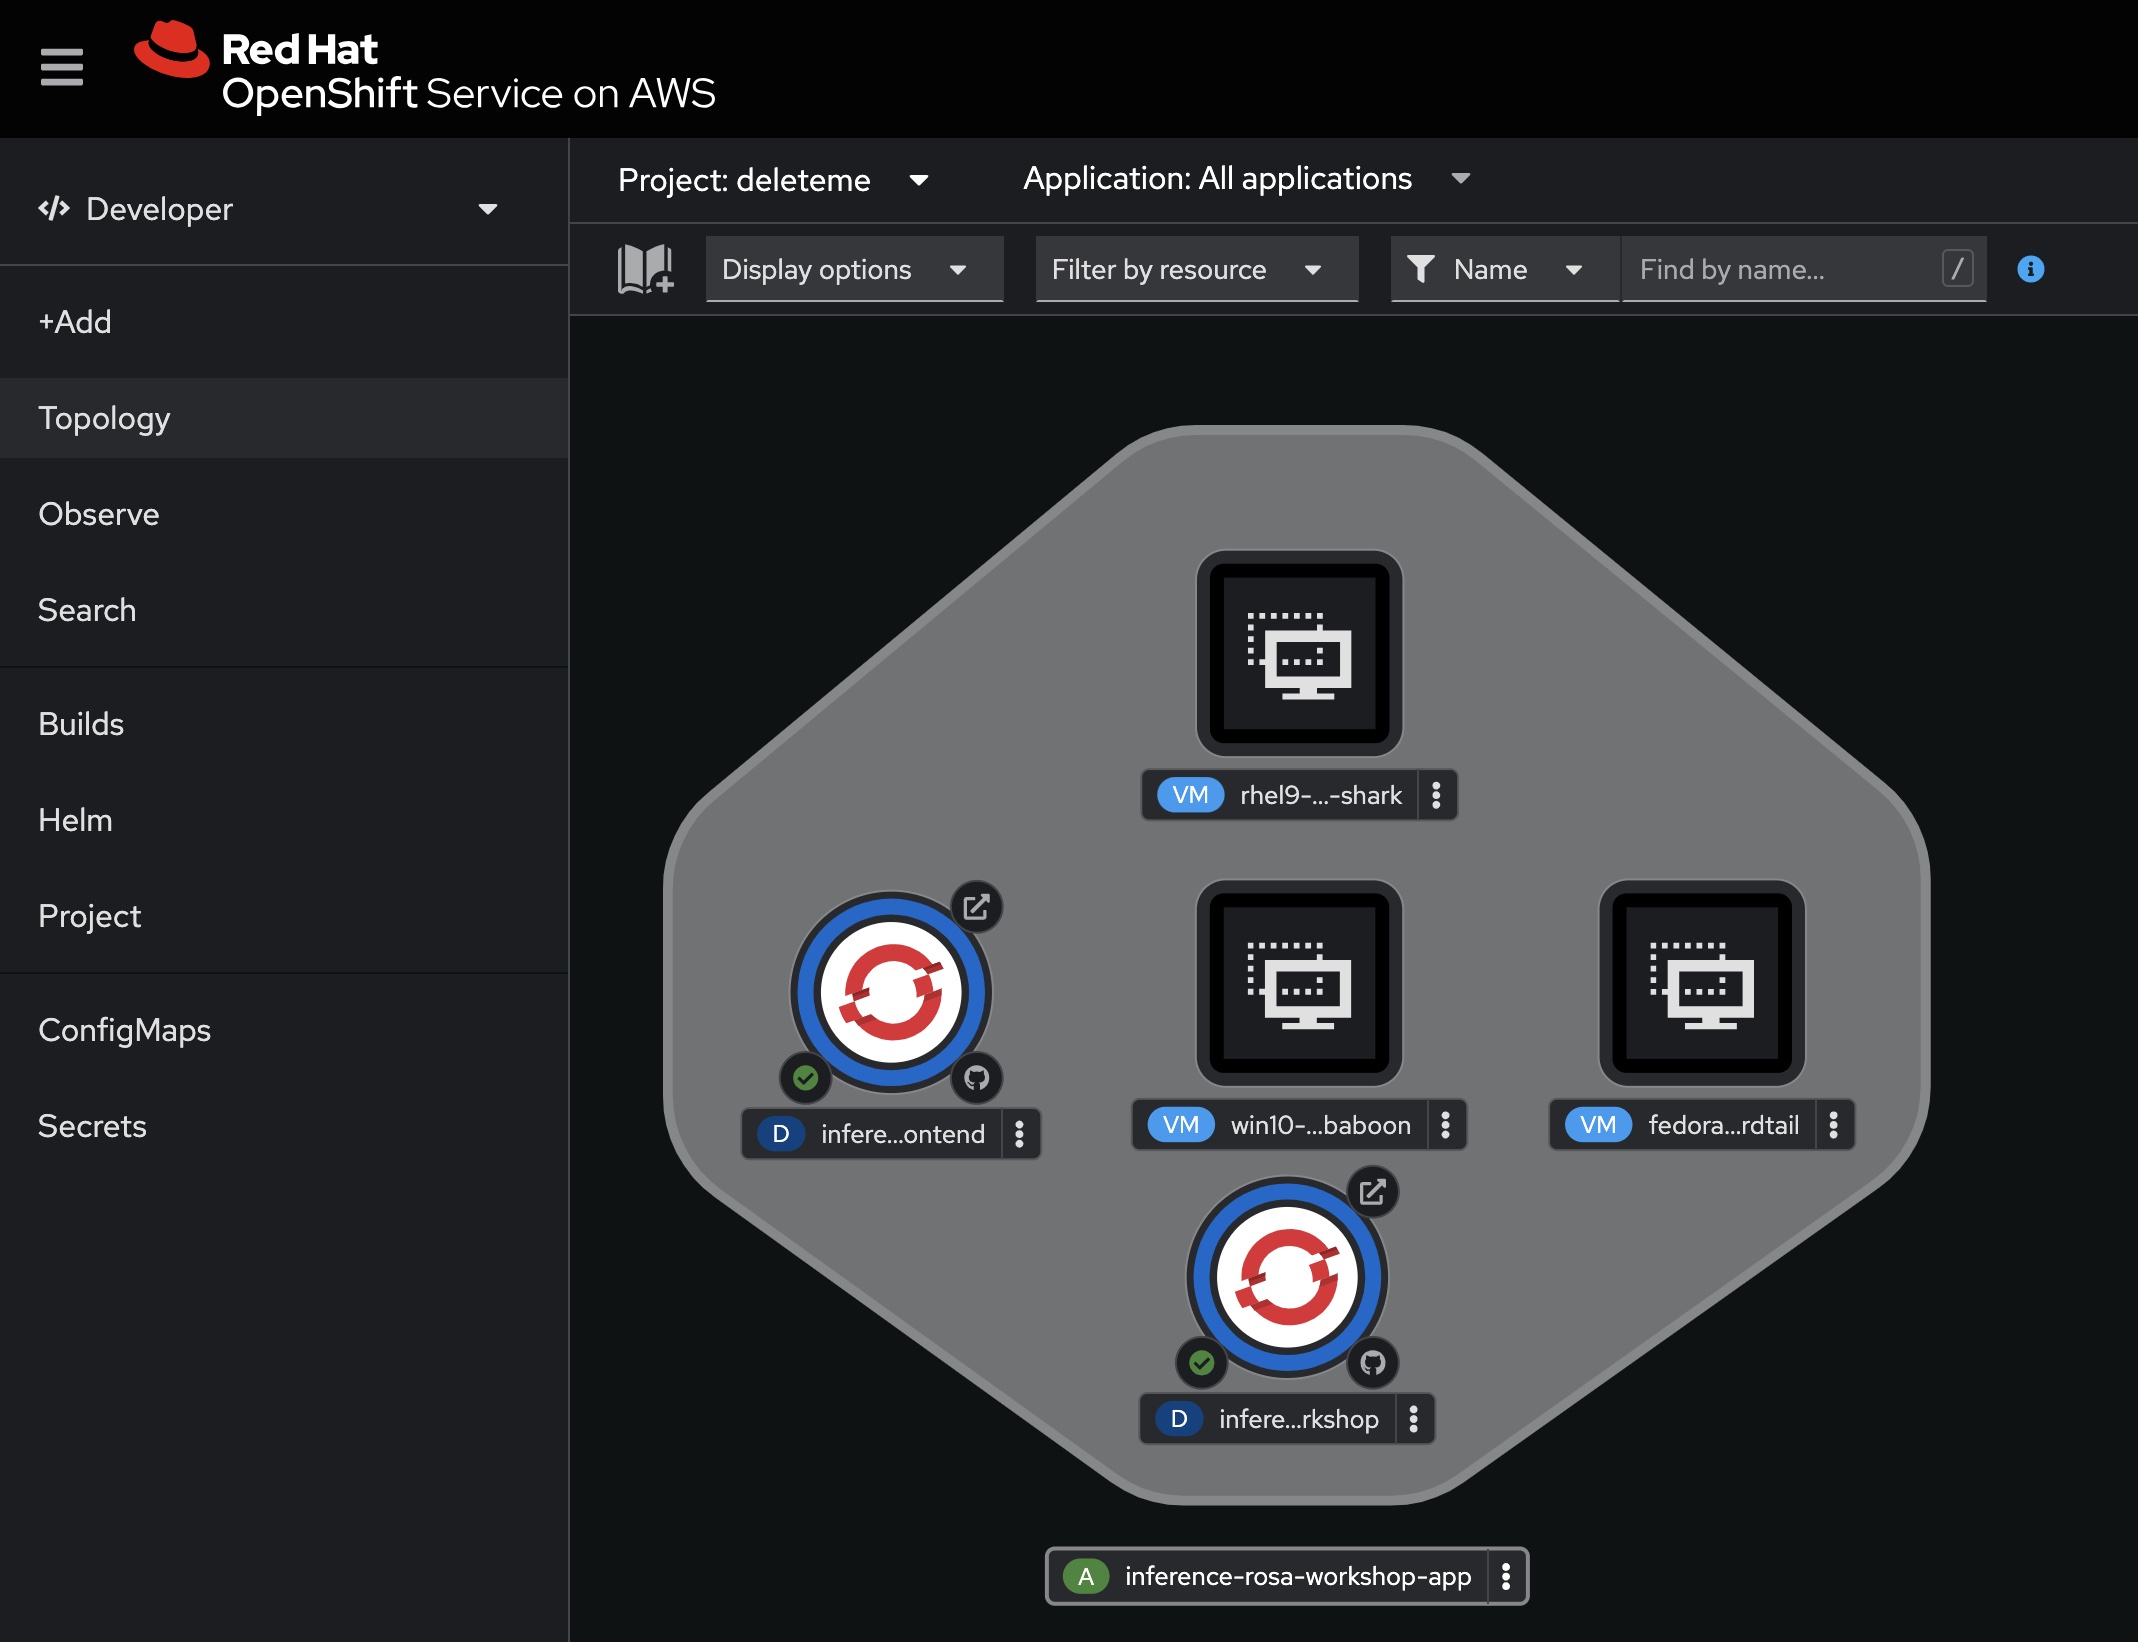 Red Hat
OpenShift Service on AWS
Developer
Project: deleteme
Application: All applications
Display options
Filter by resource
Name
Find by name...
/
+Add
Topology
Observe
Search
Builds
Helm
Project
ConfigMaps
Secrets
VM rhel9-...-shark
D infere...ontend
VM win10-...baboon
VM fedora...rdtail
D infere...rkshop
A inference-rosa-workshop-app